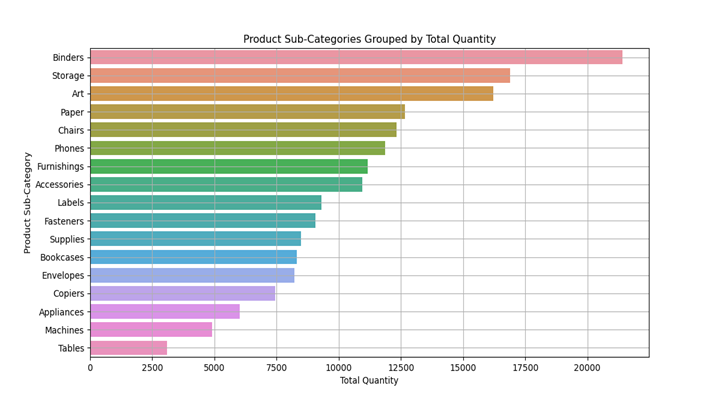 Product Sub-Categories Grouped by Total Quantity
Product Sub-Category
Binders
Storage
Art
Paper
Chairs
Phones
Furnishings
Accessories
Labels
Fasteners
Supplies
Bookcases
Envelopes
Copiers
Appliances
Machines
Tables
0 2500 5000 7500 10000 12500 15000 17500 20000
Total Quantity